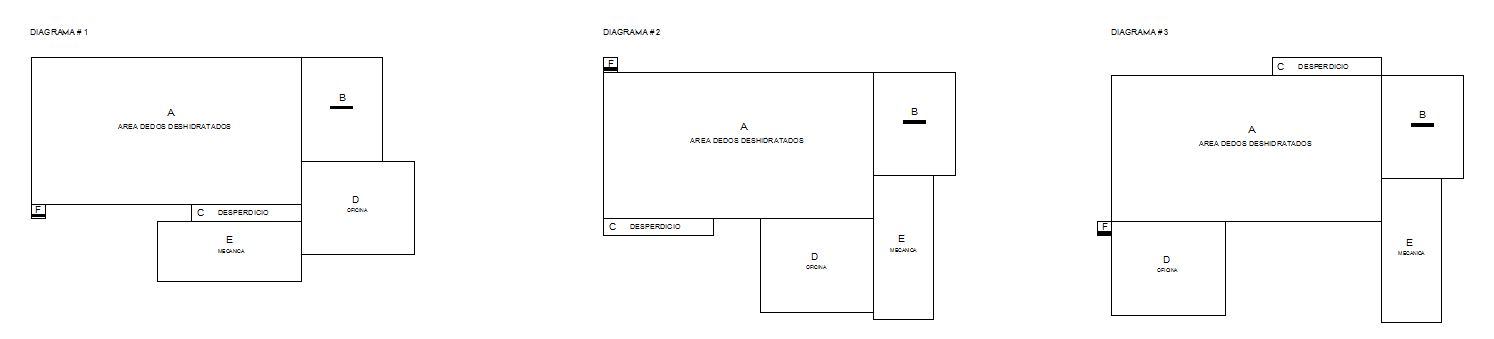 DIAGRAMA # 1
B
A
AREA DEDOS DESHIDRATADOS
D
OFICINA
F
C DESPERDICIO
E
MECANICA
DIAGRAMA # 2
F
B
A
AREA DEDOS DESHIDRATADOS
C DESPERDICIO
E
MECANICA
D
OFICINA
DIAGRAMA # 3
C DESPERDICIO
B
A
AREA DEDOS DESHIDRATADOS
F
E
MECANICA
D
OFICINA